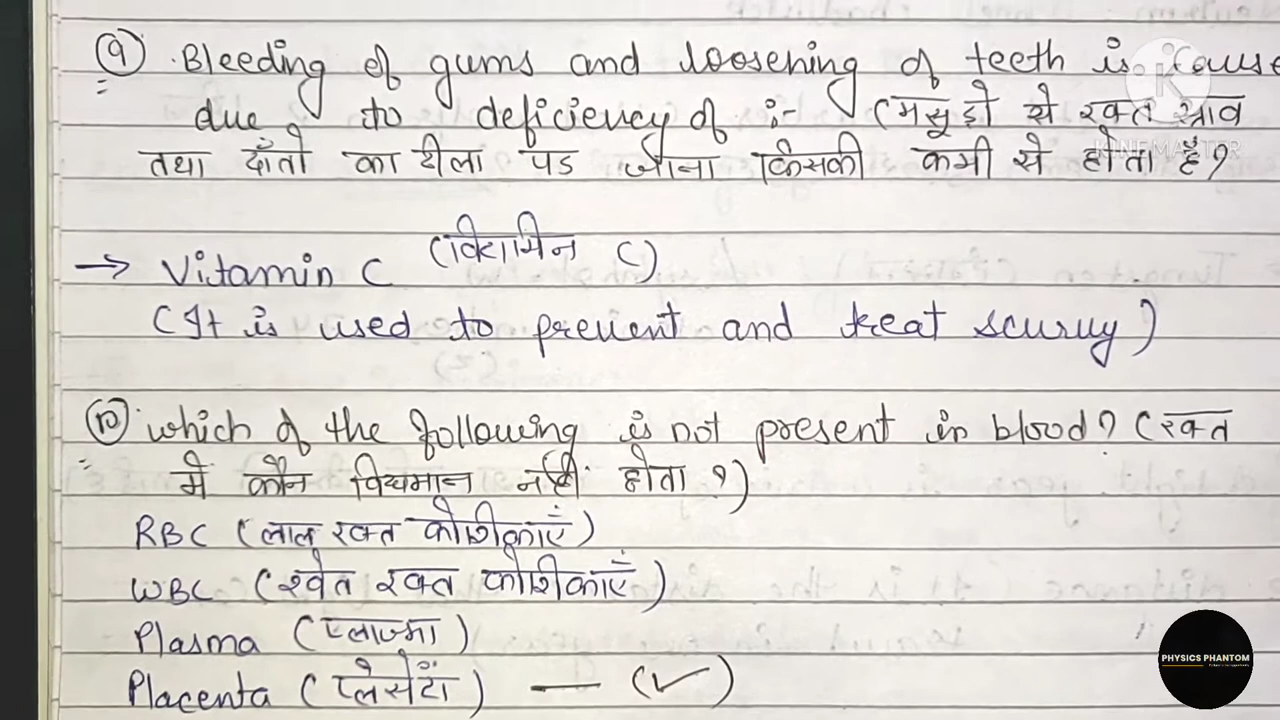 9) Bleeding of gums and loosening of teeth is cause
due to deficiency of :- (मसूड़ो से रक्त स्त्राव
तथा दाँतो का ढीला पड जाना किसकी कमी से होता है?
→ Vitamin C (विटामिन C)
(It is used to prevent and treat scurvy)
10) which of the following is not present in blood? (रक्त
मे कौन विधमान नही होता ?)
RBC (लाल रक्त कोशीकाएँ)
WBC (श्वेत रक्त कोशीकाएँ)
Plasma (प्लाज्मा)
Placenta (प्लेसेंटा) — (✓)
K
KINEMASTER
PHYSICS PHANTOM